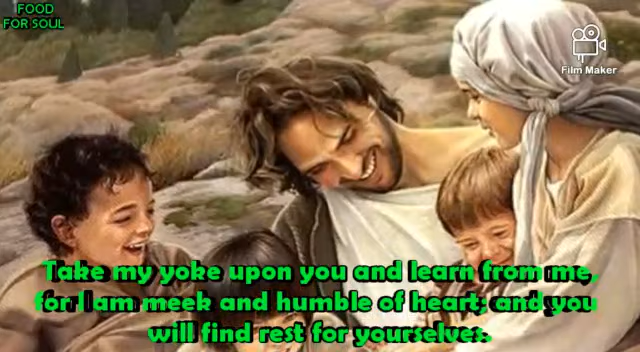 FOOD
FOR SOUL
Film Maker
Take my yoke upon you and learn from me,
for I am meek and humble of heart; and you
will find rest for yourselves.